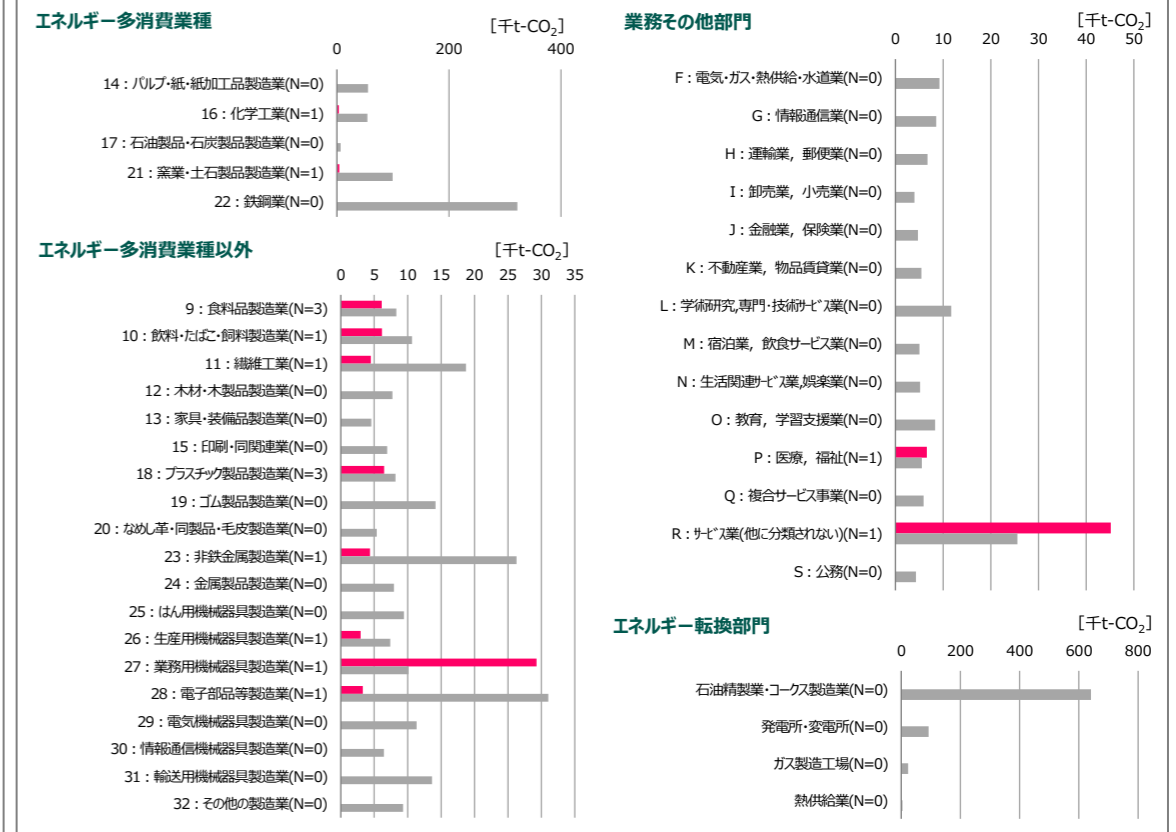 エネルギー多消費業種
[千t-CO2]
0 200 400
14：パルプ・紙・紙加工品製造業(N=0)
16：化学工業(N=1)
17：石油製品・石炭製品製造業(N=0)
21：窯業・土石製品製造業(N=1)
22：鉄鋼業(N=0)
エネルギー多消費業種以外
[千t-CO2]
0 5 10 15 20 25 30 35
9：食料品製造業(N=3)
10：飲料・たばこ・飼料製造業(N=1)
11：繊維工業(N=1)
12：木材・木製品製造業(N=0)
13：家具・装備品製造業(N=0)
15：印刷・同関連業(N=0)
18：プラスチック製品製造業(N=3)
19：ゴム製品製造業(N=0)
20：なめし革・同製品・毛皮製造業(N=0)
23：非鉄金属製造業(N=1)
24：金属製品製造業(N=0)
25：はん用機械器具製造業(N=0)
26：生産用機械器具製造業(N=1)
27：業務用機械器具製造業(N=1)
28：電子部品等製造業(N=1)
29：電気機械器具製造業(N=0)
30：情報通信機械器具製造業(N=0)
31：輸送用機械器具製造業(N=0)
32：その他の製造業(N=0)
業務その他部門
[千t-CO2]
0 10 20 30 40 50
F：電気・ガス・熱供給・水道業(N=0)
G：情報通信業(N=0)
H：運輸業，郵便業(N=0)
I：卸売業，小売業(N=0)
J：金融業，保険業(N=0)
K：不動産業，物品賃貸業(N=0)
L：学術研究,専門・技術サービス業(N=0)
M：宿泊業，飲食サービス業(N=0)
N：生活関連サービス業,娯楽業(N=0)
O：教育，学習支援業(N=0)
P：医療，福祉(N=1)
Q：複合サービス事業(N=0)
R：サービス業(他に分類されない)(N=1)
S：公務(N=0)
エネルギー転換部門
[千t-CO2]
0 200 400 600 800
石油精製業・コークス製造業(N=0)
発電所・変電所(N=0)
ガス製造工場(N=0)
熱供給業(N=0)